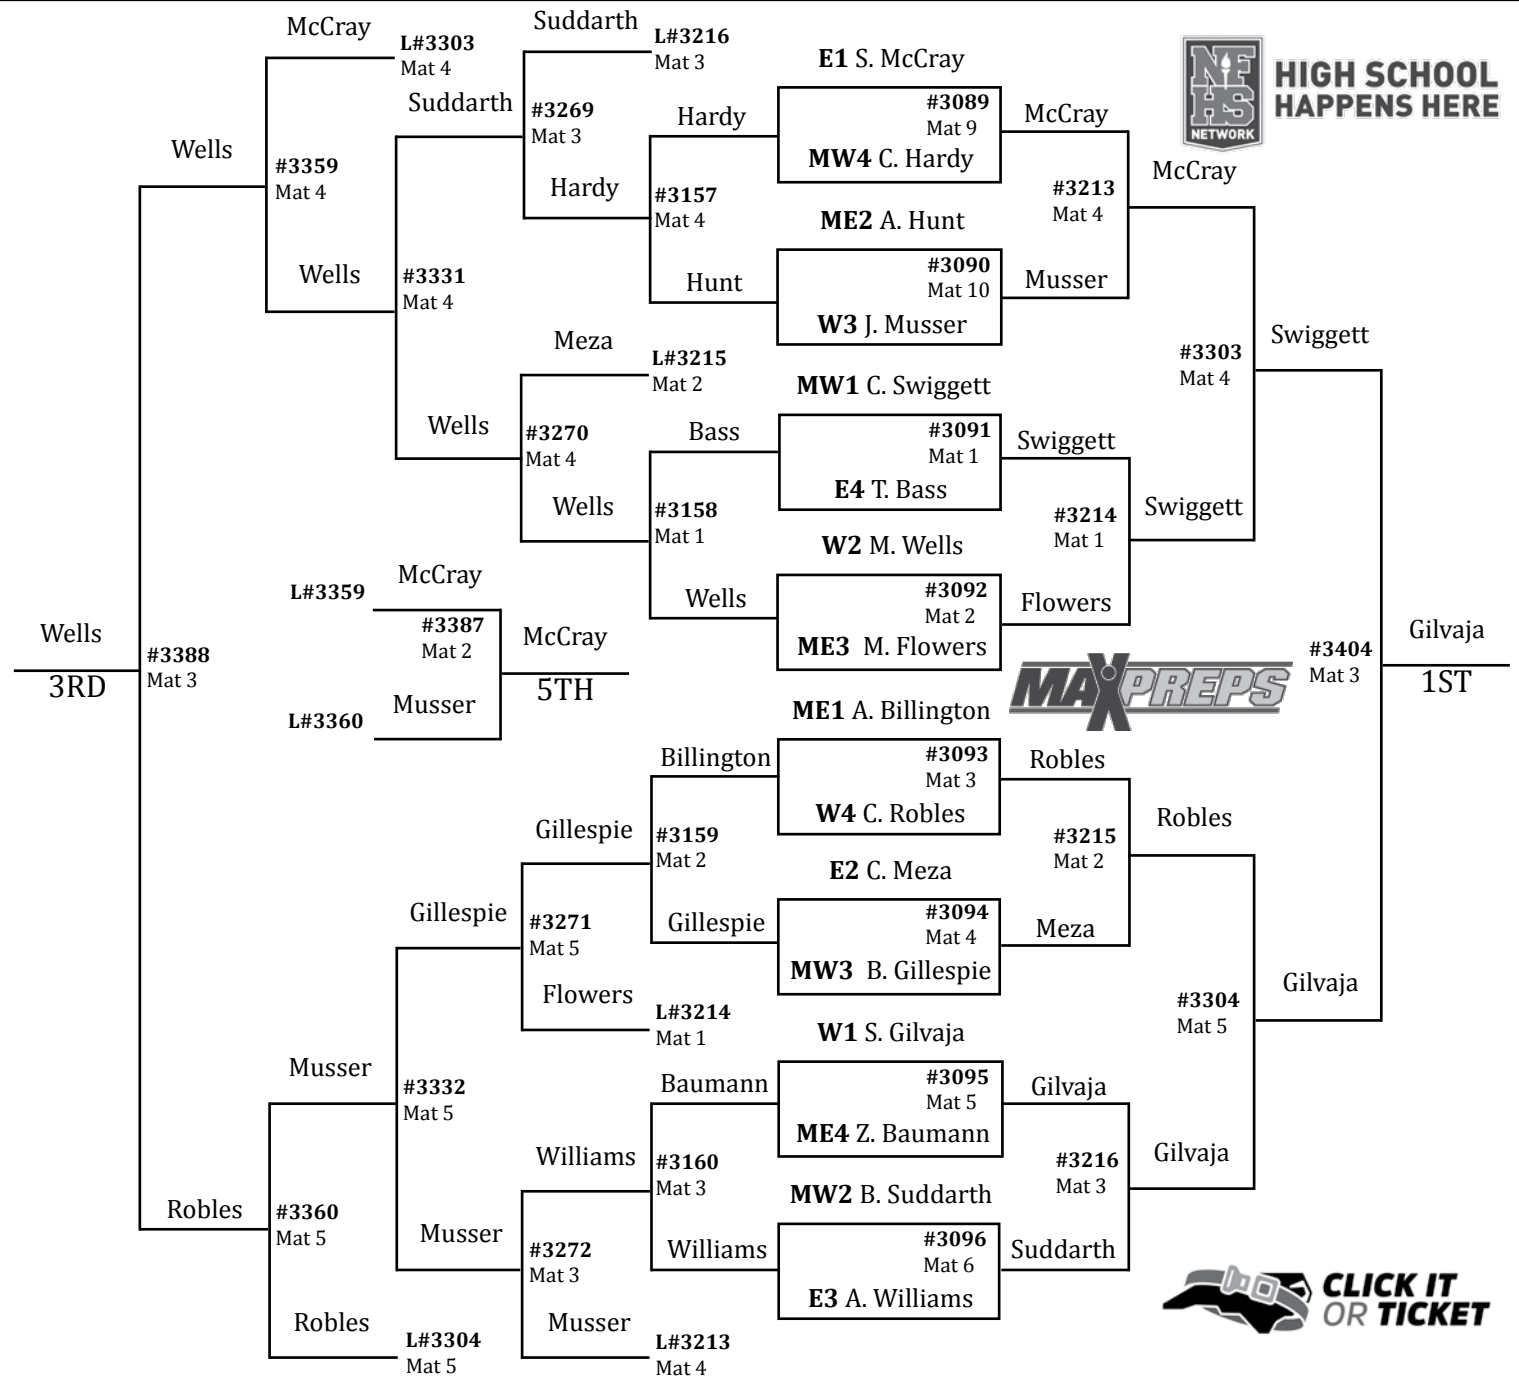 McCray
L#3303
Mat 4
Suddarth
L#3216
Mat 3
E1 S. McCray
NFHS
NETWORK
HIGH SCHOOL
HAPPENS HERE
Suddarth
#3269
Mat 3
Hardy
#3089
Mat 9
McCray
MW4 C. Hardy
Wells
#3359
Mat 4
Hardy
#3157
Mat 4
#3213
Mat 4
McCray
ME2 A. Hunt
Wells
#3331
Mat 4
Hunt
#3090
Mat 10
Musser
W3 J. Musser
Meza
L#3215
Mat 2
#3303
Mat 4
Swiggett
MW1 C. Swiggett
Wells
#3270
Mat 4
Bass
#3091
Mat 1
Swiggett
E4 T. Bass
Wells
#3158
Mat 1
#3214
Mat 1
Swiggett
W2 M. Wells
L#3359
McCray
Wells
#3092
Mat 2
Flowers
ME3 M. Flowers
Wells
3RD
#3388
Mat 3
#3387
Mat 2
McCray
5TH
L#3360
Musser
MAXPREPS
#3404
Mat 3
Gilvaja
1ST
ME1 A. Billington
Billington
#3093
Mat 3
Robles
W4 C. Robles
Gillespie
#3159
Mat 2
#3215
Mat 2
Robles
E2 C. Meza
Gillespie
#3271
Mat 5
Gillespie
#3094
Mat 4
Meza
MW3 B. Gillespie
Flowers
L#3214
Mat 1
#3304
Mat 5
Gilvaja
W1 S. Gilvaja
Musser
#3332
Mat 5
Baumann
#3095
Mat 5
Gilvaja
ME4 Z. Baumann
Williams
#3160
Mat 3
#3216
Mat 3
Gilvaja
MW2 B. Suddarth
Robles
#3360
Mat 5
Musser
#3272
Mat 3
Williams
#3096
Mat 6
Suddarth
E3 A. Williams
Robles
L#3304
Mat 5
Musser
L#3213
Mat 4
CLICK IT
OR TICKET